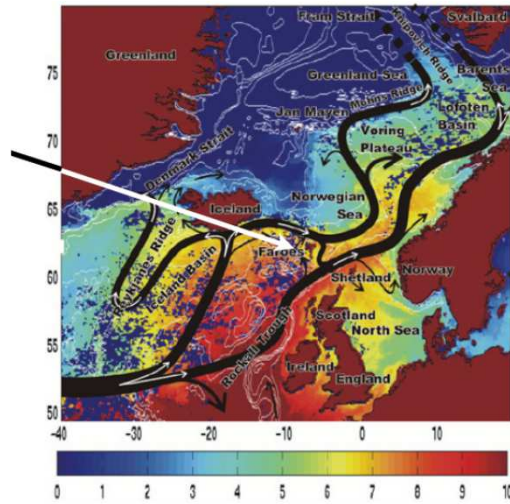 Fram Strait
Svalbard
Knipovich Ridge
Greenland
Barents
Sea
Greenland Sea
Mohns Ridge
Jan Mayen
Lofoten
Basin
Vøring
Plateau
Denmark Strait
Iceland
Norwegian
Sea
Reykjanes Ridge
Iceland Basin
Faroes
Norway
Shetland
Rockall Trough
Scotland
North Sea
Ireland
England
75
70
65
60
55
50
-40
-30
-20
-10
0
10
0 1 2 3 4 5 6 7 8 9 10